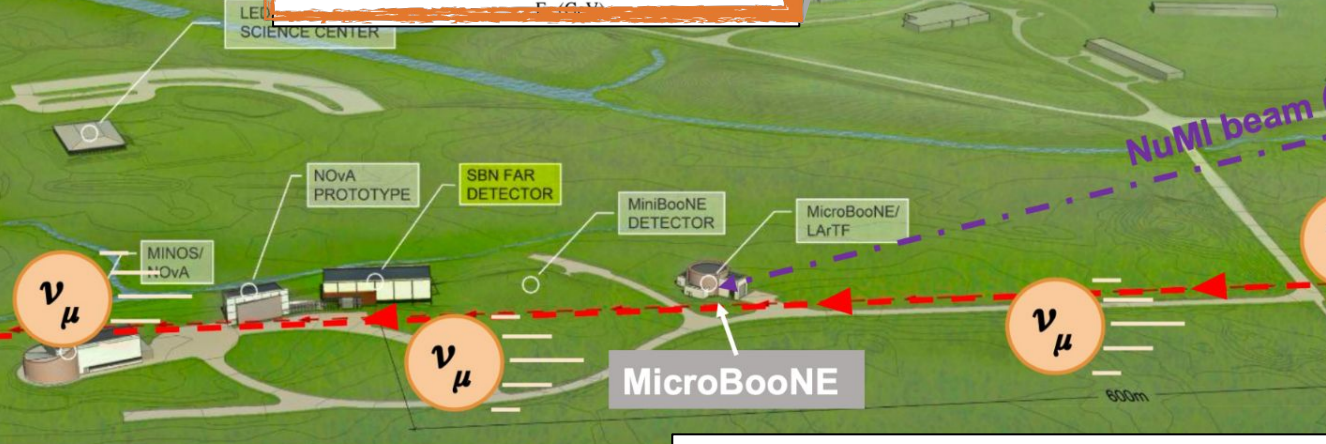 SCIENCE CENTER
NuMI beam
NOvA
PROTOTYPE
SBN FAR
DETECTOR
MiniBooNE
DETECTOR
MicroBooNE/
LArTF
MINOS/
NOvA
νμ
νμ
νμ
MicroBooNE
600m